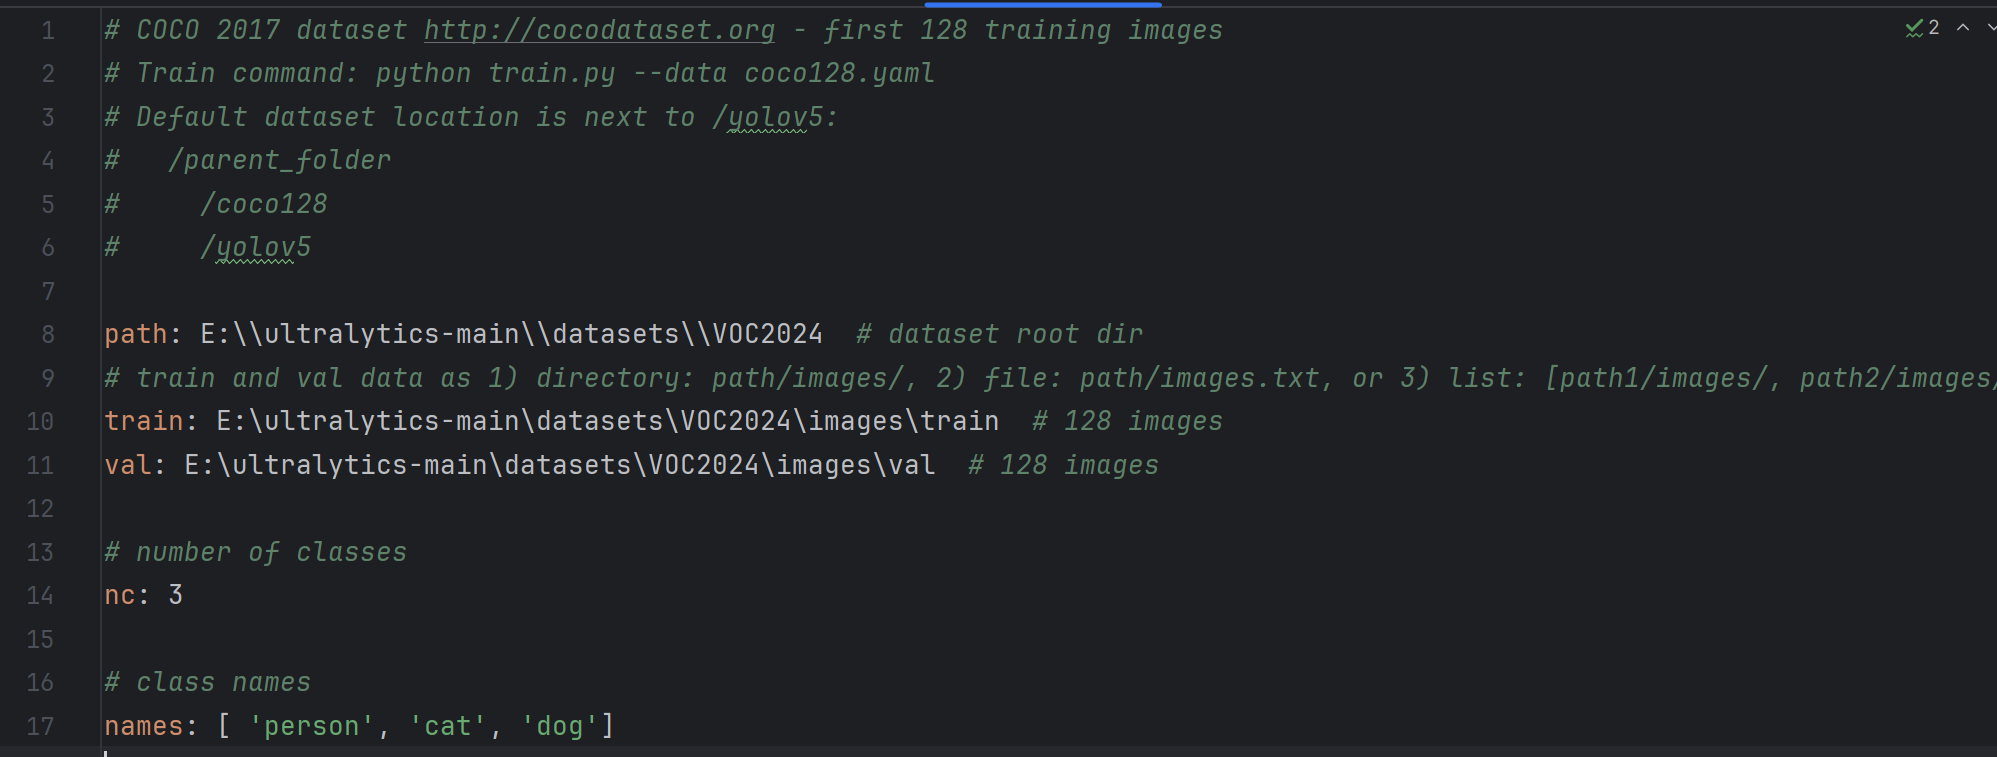 1 # COCO 2017 dataset http://cocodataset.org - first 128 training images
2 # Train command: python train.py --data coco128.yaml
3 # Default dataset location is next to /yolov5:
4 #   /parent_folder
5 #     /coco128
6 #     /yolov5
7
8 path: E:\\ultralytics-main\\datasets\\VOC2024  # dataset root dir
9 # train and val data as 1) directory: path/images/, 2) file: path/images.txt, or 3) list: [path1/images/, path2/images/
10 train: E:\ultralytics-main\datasets\VOC2024\images\train  # 128 images
11 val: E:\ultralytics-main\datasets\VOC2024\images\val  # 128 images
12
13 # number of classes
14 nc: 3
15
16 # class names
17 names: [ 'person', 'cat', 'dog']
2